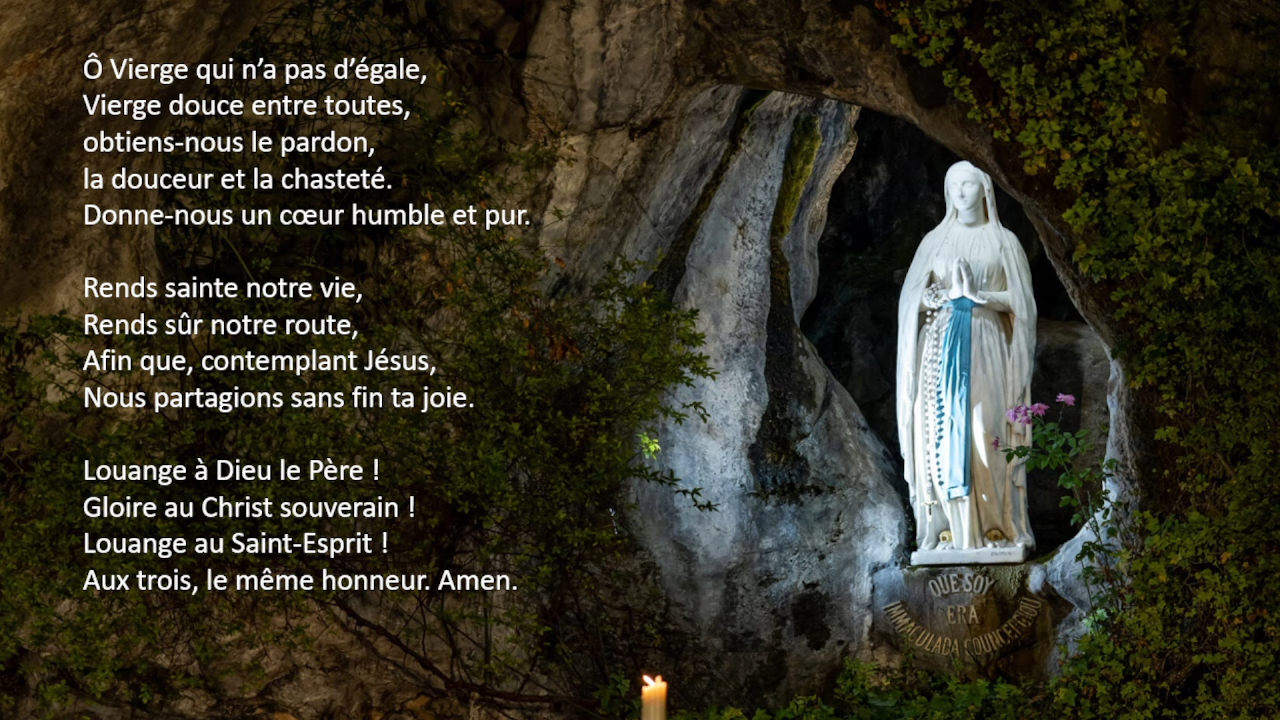 Ô Vierge qui n’a pas d’égale,
Vierge douce entre toutes,
obtiens-nous le pardon,
la douceur et la chasteté.
Donne-nous un cœur humble et pur.
Rends sainte notre vie,
Rends sûr notre route,
Afin que, contemplant Jésus,
Nous partagions sans fin ta joie.
Louange à Dieu le Père !
Gloire au Christ souverain !
Louange au Saint-Esprit !
Aux trois, le même honneur. Amen.
QUE SOY
ERA
IMMACULADA COUNCEPCIOU